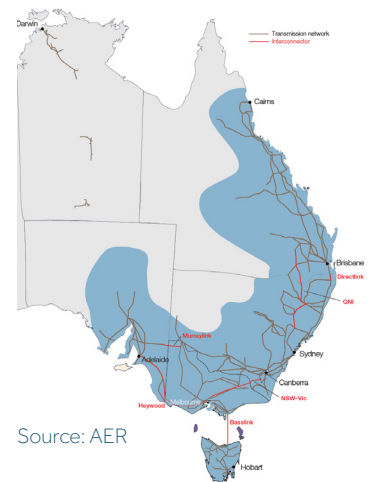 Darwin
Transmission network
Interconnector
Cairns
Brisbane
Directlink
QNI
Murraylink
Sydney
Adelaide
Canberra
NSW–Vic
Heywood
Melbourne
Basslink
Source: AER
Hobart